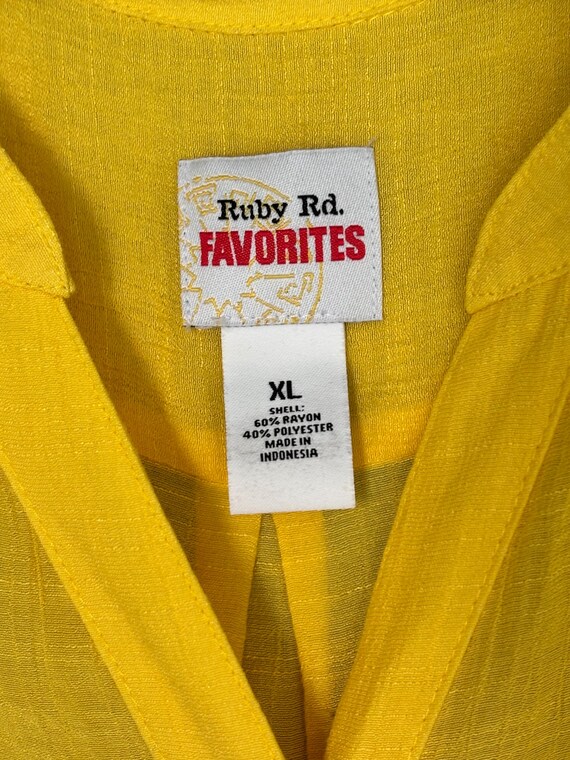 Ruby Rd.
FAVORITES
XL
SHELL:
60% RAYON
40% POLYESTER
MADE IN
INDONESIA